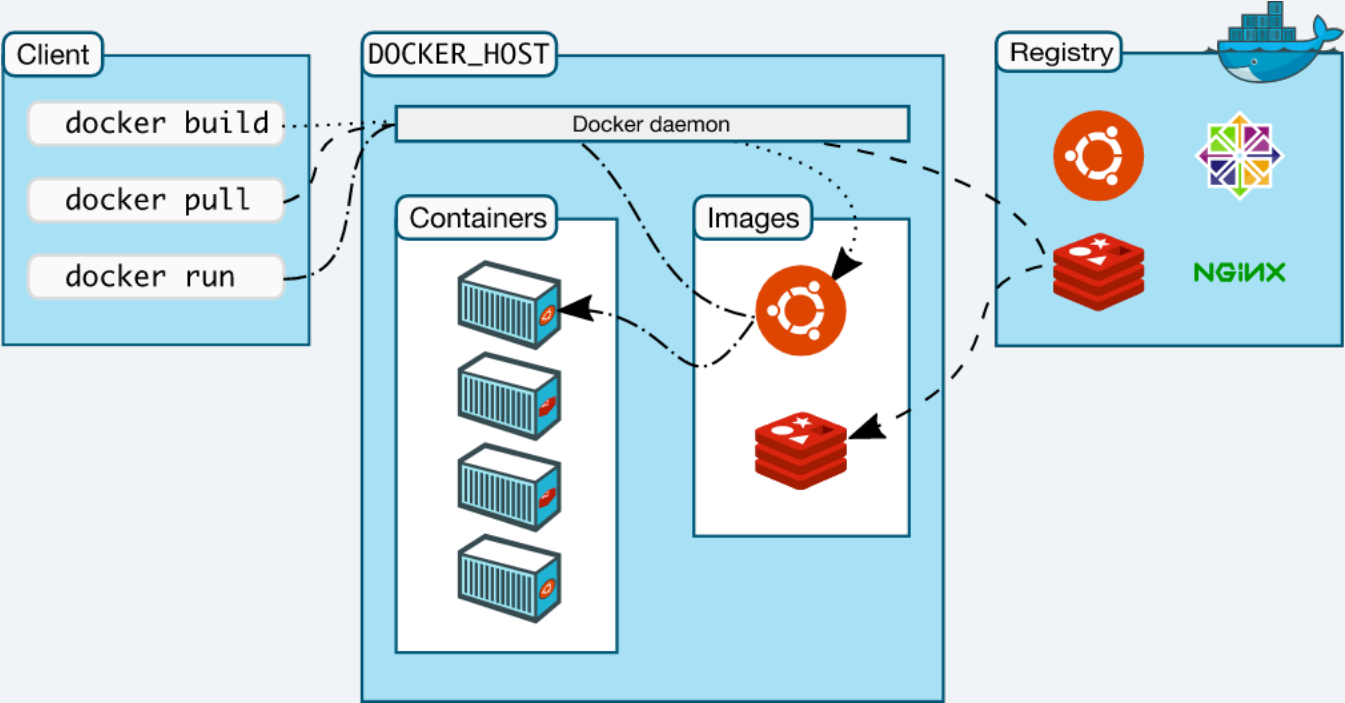 Client
docker build
docker pull
docker run
DOCKER_HOST
Docker daemon
Containers
Images
Registry
NGINX